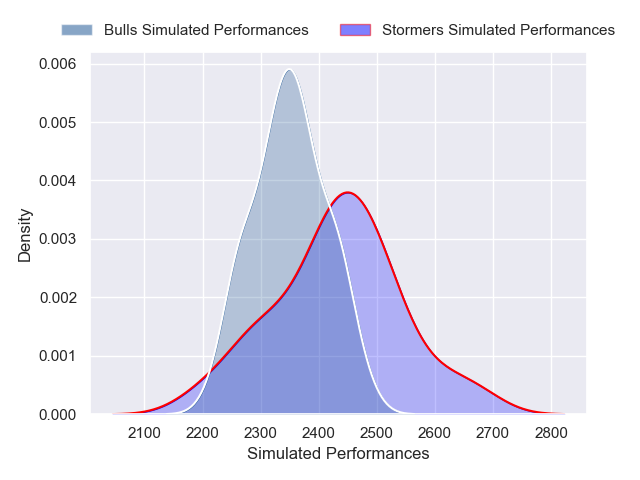 Bulls Simulated Performances
Stormers Simulated Performances
0.006
0.005
0.004
0.003
0.002
0.001
0.000
Density
2100 2200 2300 2400 2500 2600 2700 2800
Simulated Performances